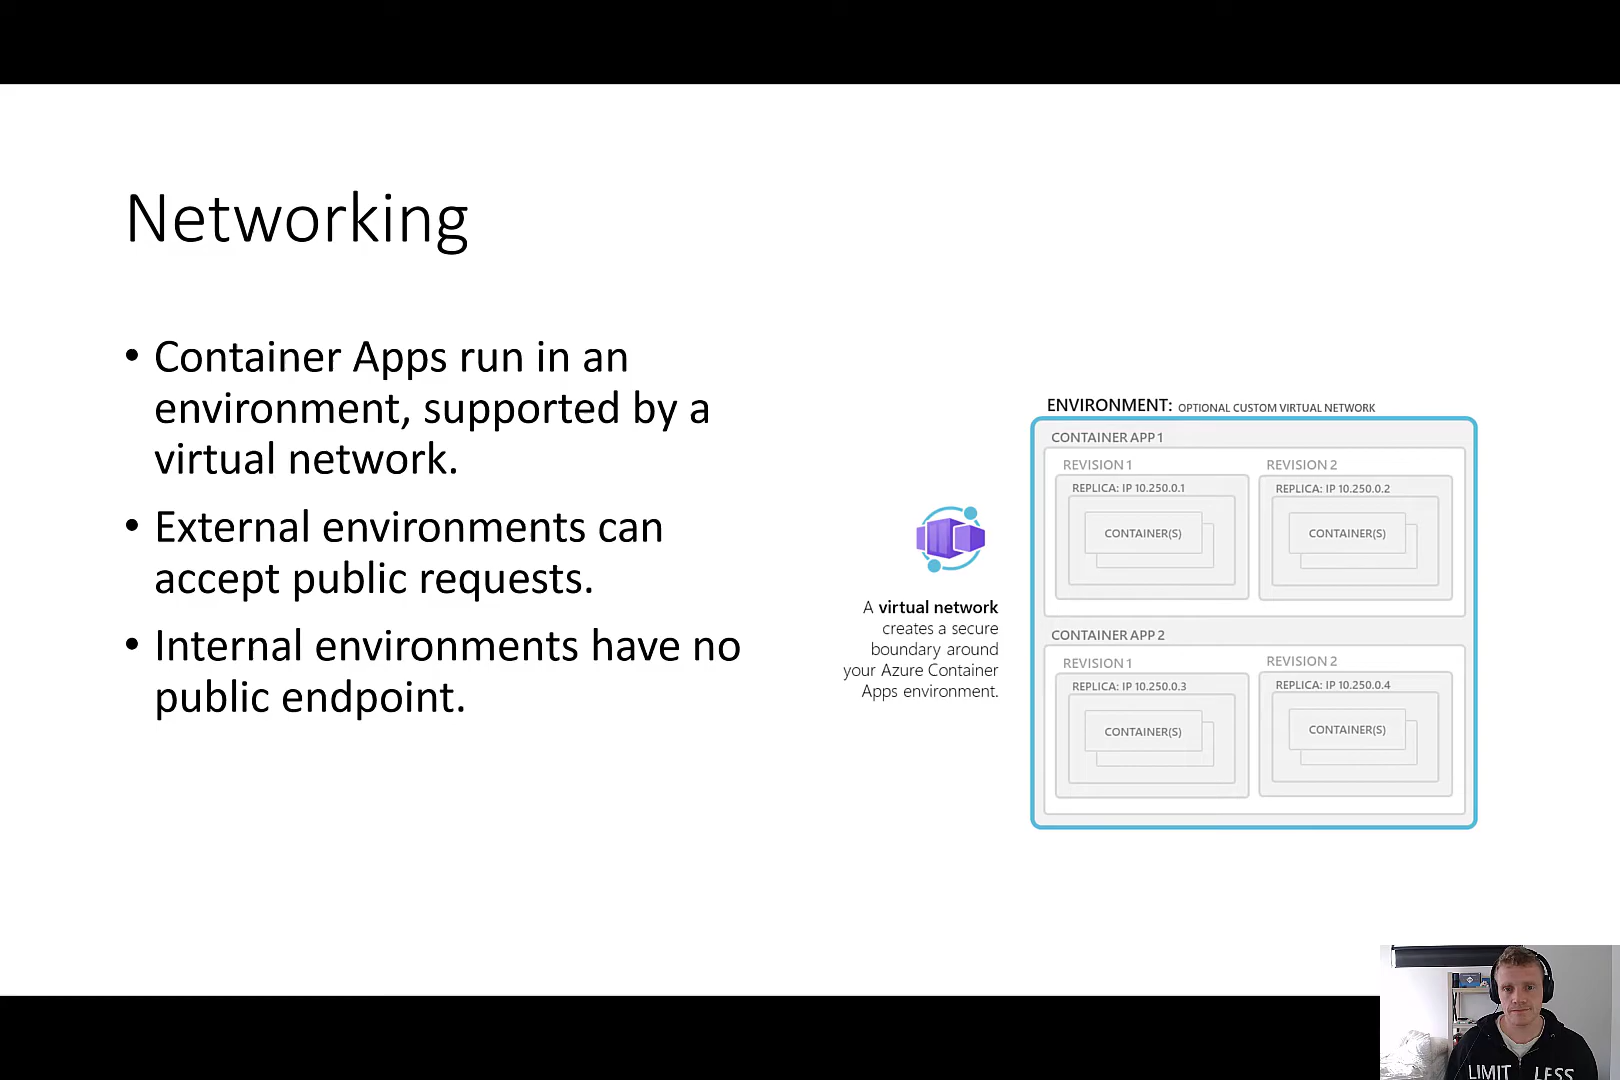 Networking
• Container Apps run in an
environment, supported by a
virtual network.
• External environments can
accept public requests.
• Internal environments have no
public endpoint.
A virtual network
creates a secure
boundary around
your Azure Container
Apps environment.
ENVIRONMENT: OPTIONAL CUSTOM VIRTUAL NETWORK
CONTAINER APP 1
REVISION 1
REPLICA: IP 10.250.0.1
CONTAINER(S)
REVISION 2
REPLICA: IP 10.250.0.2
CONTAINER(S)
CONTAINER APP 2
REVISION 1
REPLICA: IP 10.250.0.3
CONTAINER(S)
REVISION 2
REPLICA: IP 10.250.0.4
CONTAINER(S)
LIMIT LESS